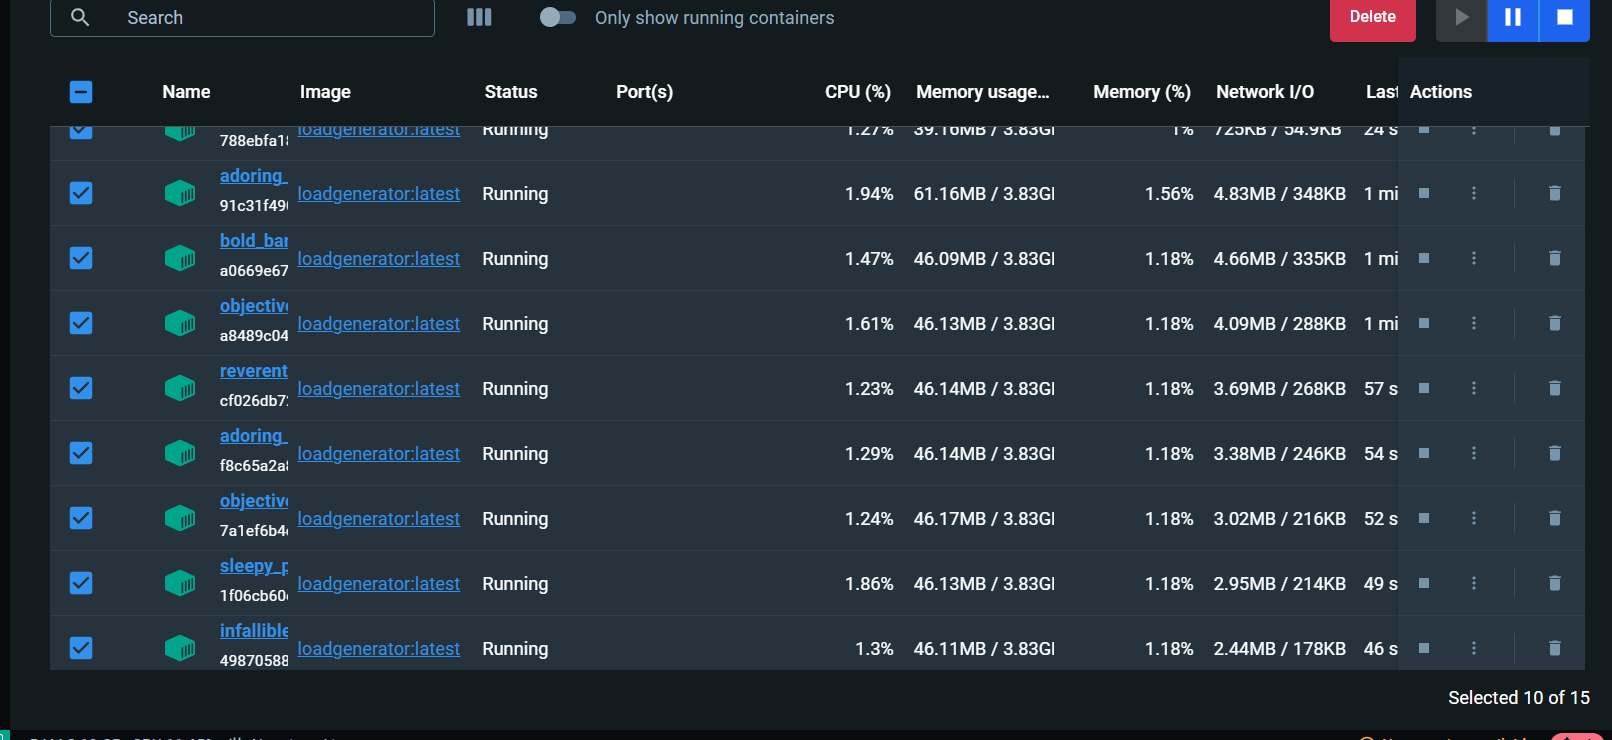 Search Only show running containers Delete
Name Image Status Port(s) CPU (%) Memory usage... Memory (%) Network I/O Last Actions
loadgenerator:latest Running 1.27% 39.16MB / 3.83GI 1% 725KB / 54.9KB 24 s
788ebfa18
adoring_
loadgenerator:latest Running 1.94% 61.16MB / 3.83GI 1.56% 4.83MB / 348KB 1 mi
91c31f49
bold_bar
loadgenerator:latest Running 1.47% 46.09MB / 3.83GI 1.18% 4.66MB / 335KB 1 mi
a0669e67
objective
loadgenerator:latest Running 1.61% 46.13MB / 3.83GI 1.18% 4.09MB / 288KB 1 mi
a8489c04
reverent
loadgenerator:latest Running 1.23% 46.14MB / 3.83GI 1.18% 3.69MB / 268KB 57 s
cf026db7
adoring_
loadgenerator:latest Running 1.29% 46.14MB / 3.83GI 1.18% 3.38MB / 246KB 54 s
f8c65a2a
objective
loadgenerator:latest Running 1.24% 46.17MB / 3.83GI 1.18% 3.02MB / 216KB 52 s
7a1ef6b4
sleepy_p
loadgenerator:latest Running 1.86% 46.13MB / 3.83GI 1.18% 2.95MB / 214KB 49 s
1f06cb60
infallible
loadgenerator:latest Running 1.3% 46.11MB / 3.83GI 1.18% 2.44MB / 178KB 46 s
49870588
Selected 10 of 15